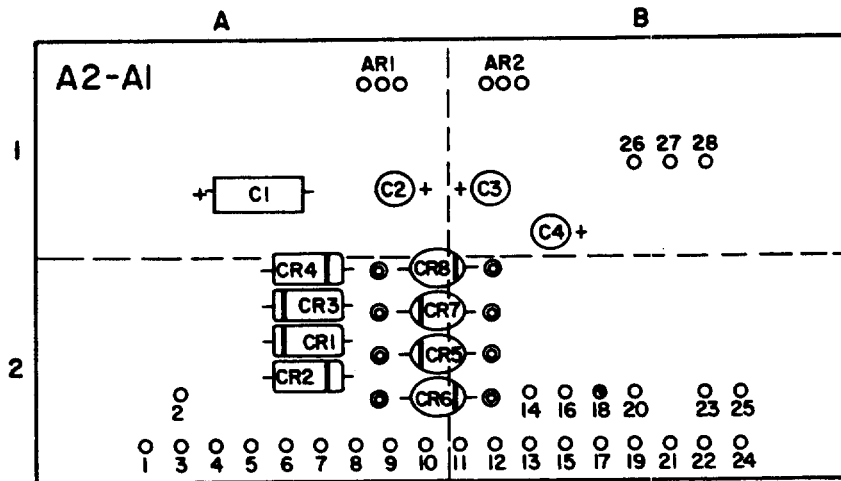 A B
A2-A1
AR1 AR2
1
26 27 28
+ C1 C2 + + C3
C4 +
CR4 CR8
CR3 CR7
CR1 CR5
2
CR2 CR6
2 14 16 18 20 23 25
1 3 4 5 6 7 8 9 10 11 12 13 15 17 19 21 22 24